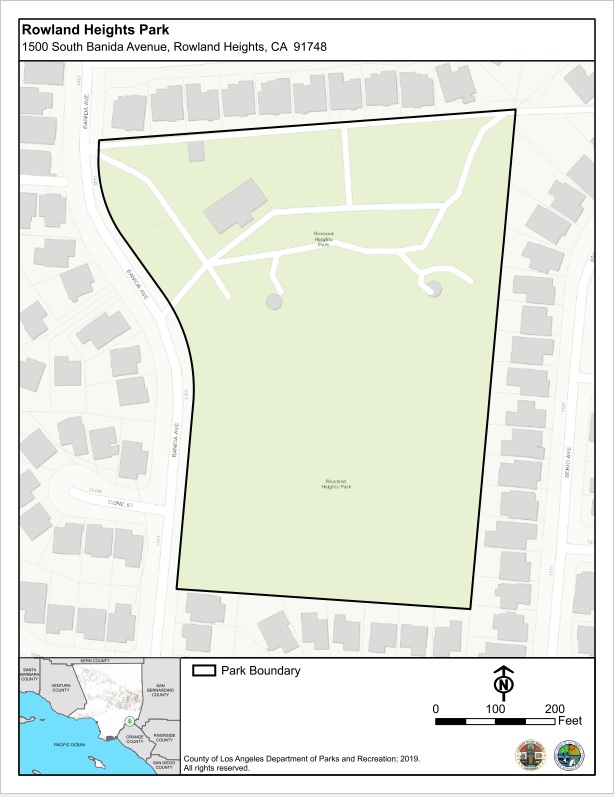 Rowland Heights Park
1500 South Banida Avenue, Rowland Heights, CA 91748
BANIDA AVE
Rowland
Heights
Park
BANIDA AVE
BANIDA AVE
Rowland
Heights Park
CONE ST
KERN COUNTY
SANTA
BARBARA
COUNTY
VENTURA
COUNTY
SAN
BERNARDINO
COUNTY
ORANGE
COUNTY
RIVERSIDE
COUNTY
SAN DIEGO
COUNTY
PACIFIC OCEAN
Park Boundary
N
0 100 200
Feet
County of Los Angeles Department of Parks and Recreation; 2019.
All rights reserved.